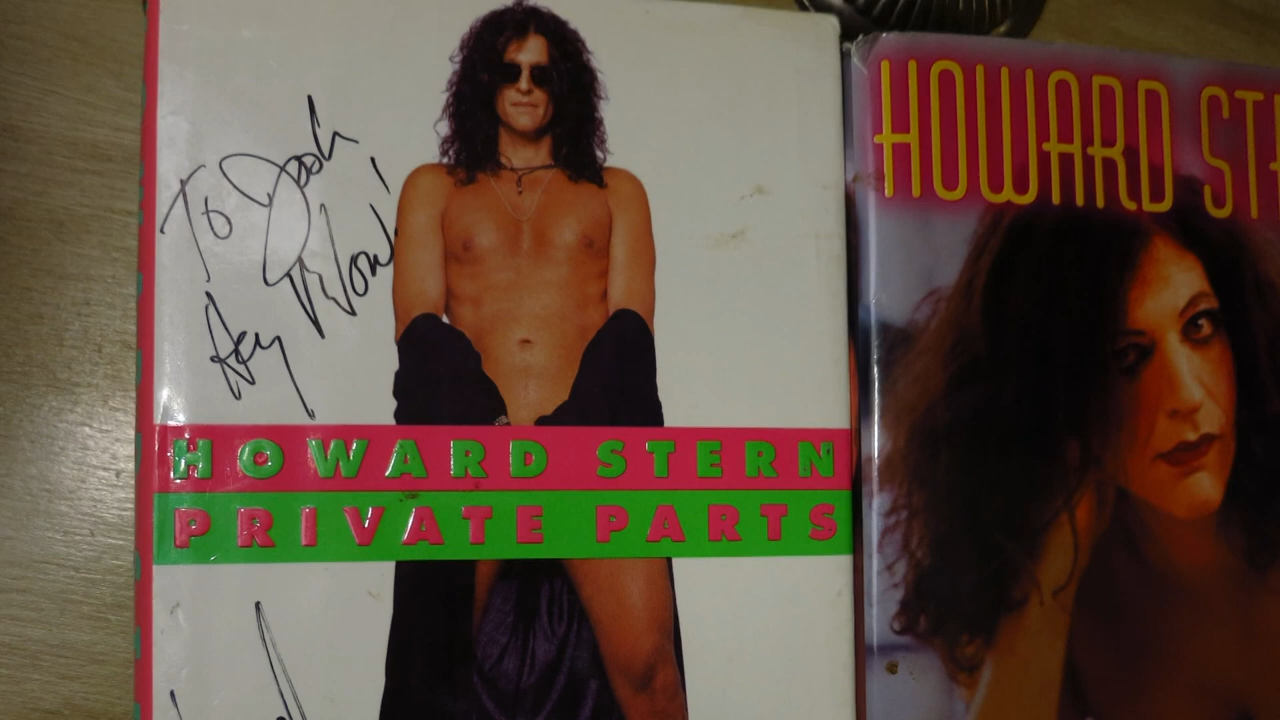 To Josh
Hey Now!
HOWARD STERN
PRIVATE PARTS
HOWARD ST